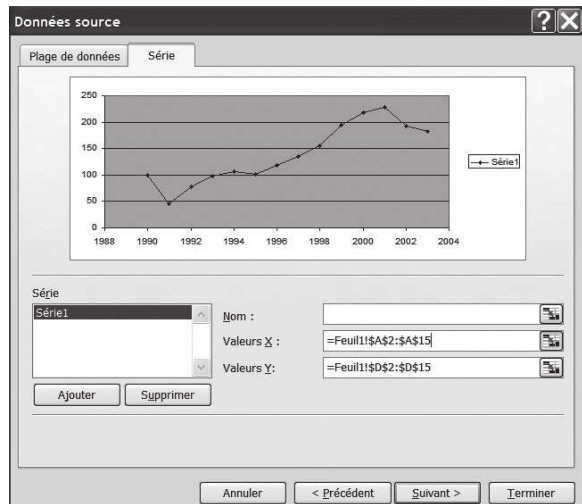 Données source
Plage de données Série
250
200
150
100
50
0
1988 1990 1992 1994 1996 1998 2000 2002 2004
Série1
Série
Série1
Nom :
Valeurs X : =Feuil1!$A$2:$A$15
Valeurs Y: =Feuil1!$D$2:$D$15
Ajouter Supprimer
Annuler < Précédent Suivant > Terminer